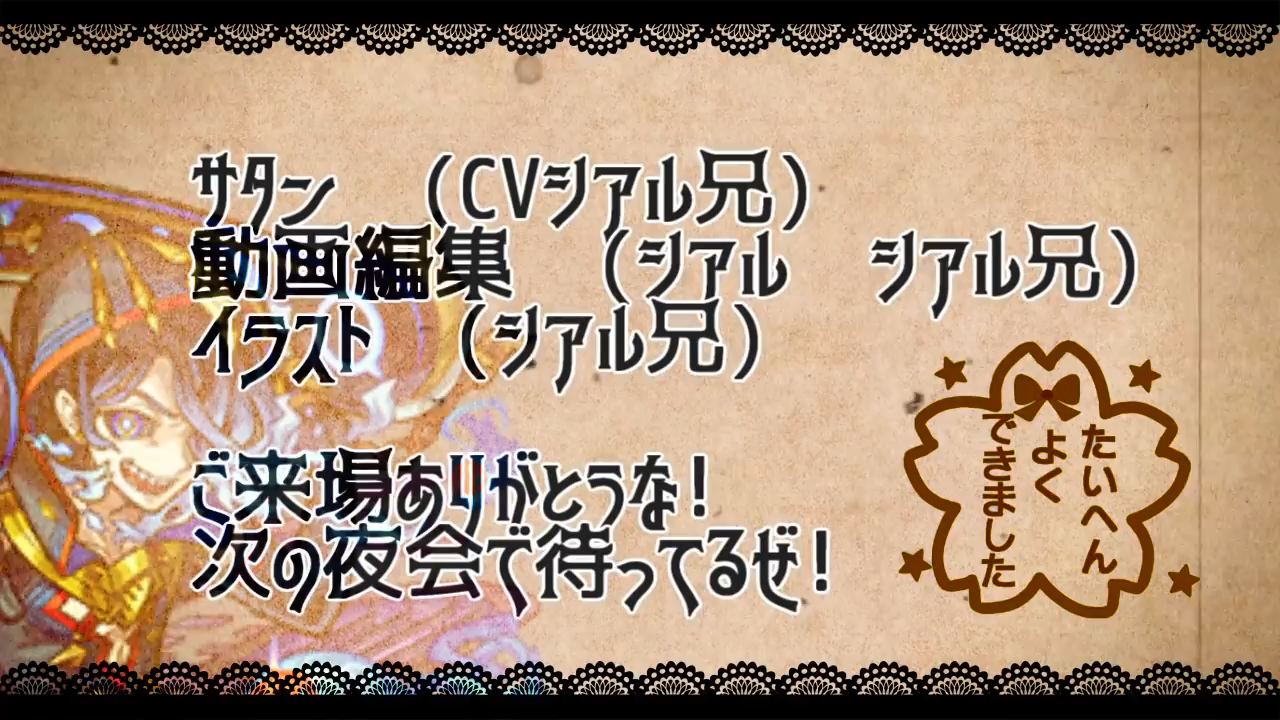 サタン　（CVシアル兄）
動画編集　（シアル　シアル兄）
イラスト　（シアル兄）
ご来場ありがとうな！
次の夜会で待ってるぜ！
たいへん
よく
できました